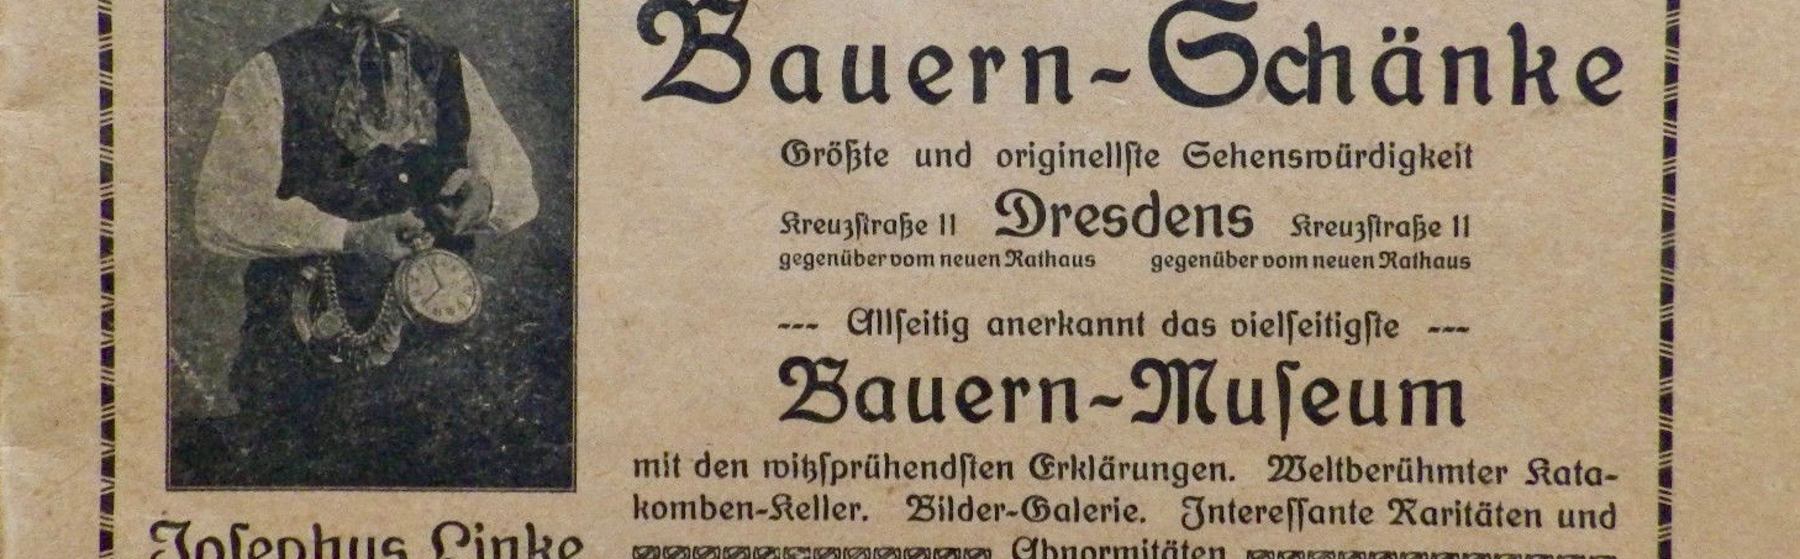 Bauern-Schänke
Größte und originellſte Sehenswürdigkeit
Kreuzſtraße 11 Dresdens Kreuzſtraße 11
gegenüber vom neuen Rathaus gegenüber vom neuen Rathaus
--- Allſeitig anerkannt das vielſeitigſte ---
Bauern-Muſeum
mit den witzſprühendſten Erklärungen. Weltberühmter Kata-
komben-Keller. Bilder-Galerie. Intereſſante Raritäten und
Abnormitäten
Joſephus Linke